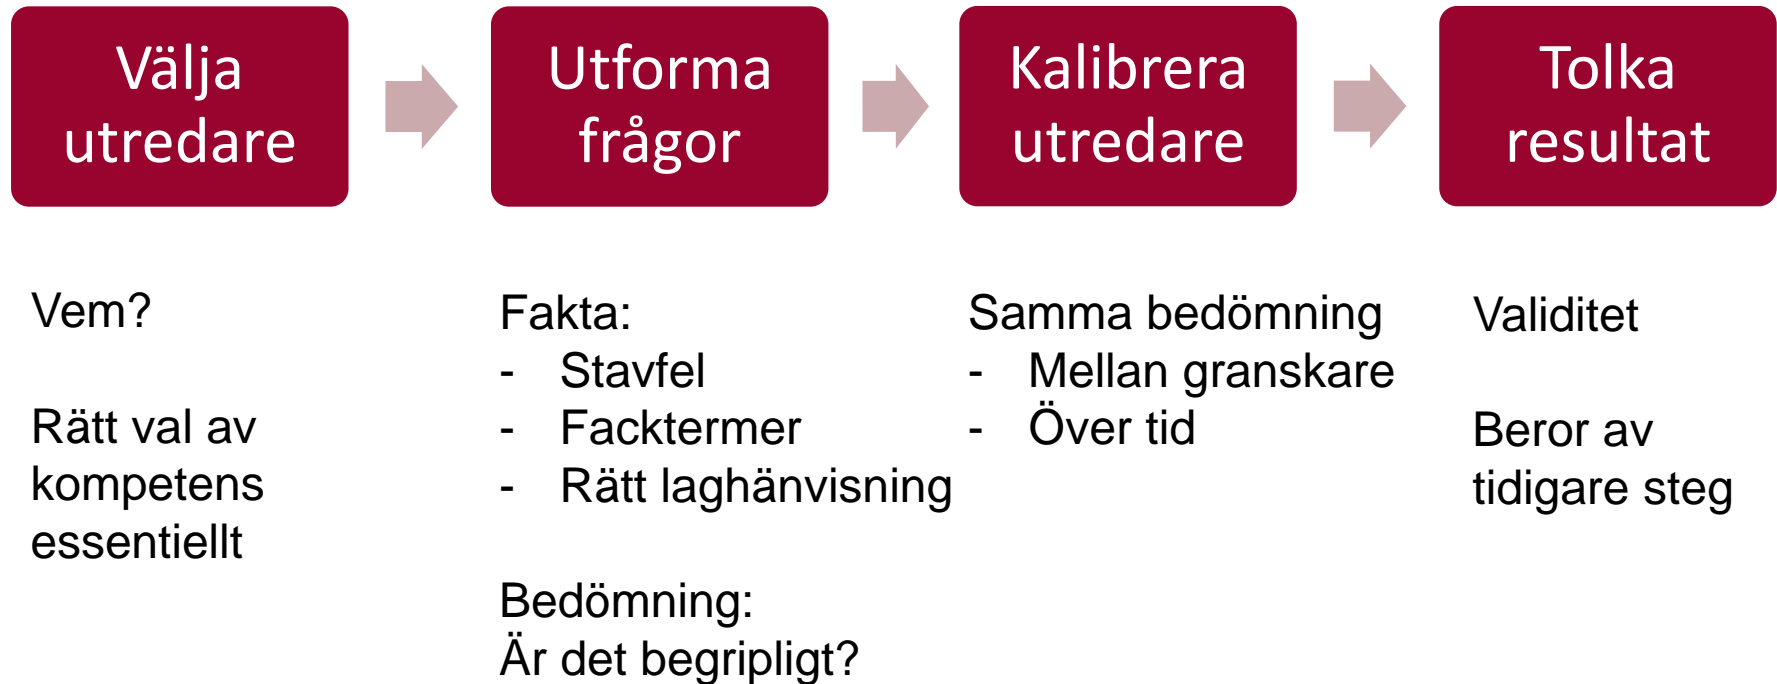 Välja
utredare
Utforma
frågor
Kalibrera
utredare
Tolka
resultat
Vem?
Rätt val av
kompetens
essentiellt
Fakta:
- Stavfel
- Facktermer
- Rätt laghänvisning
Bedömning:
Är det begripligt?
Samma bedömning
- Mellan granskare
- Över tid
Validitet
Beror av
tidigare steg